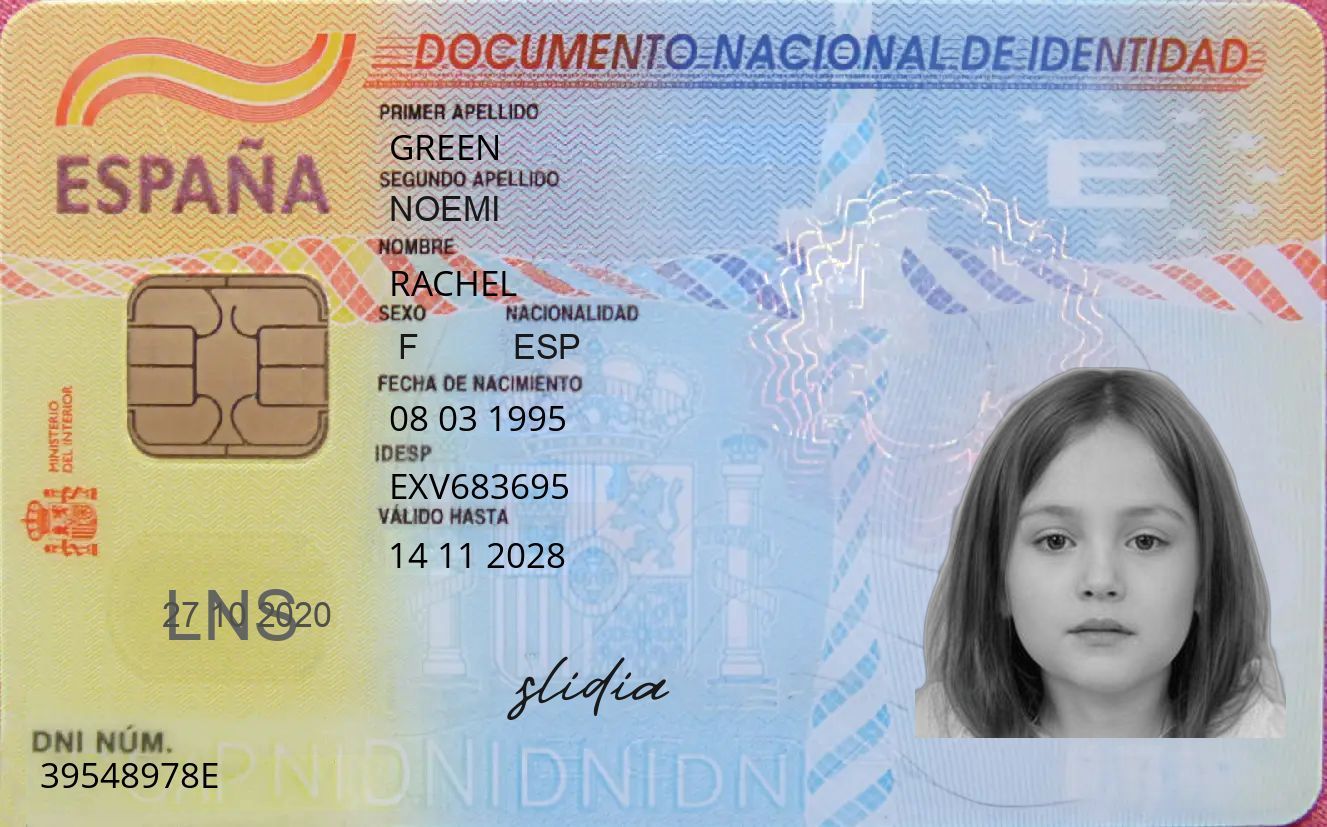 DOCUMENTO NACIONAL DE IDENTIDAD
ESPAÑA
PRIMER APELLIDO
GREEN
SEGUNDO APELLIDO
NOEMI
NOMBRE
RACHEL
SEXO NACIONALIDAD
F ESP
FECHA DE NACIMIENTO
08 03 1995
IDESP
EXV683695
VÁLIDO HASTA
14 11 2028
MINISTERIO
DEL INTERIOR
E
LNS
27 10 2020
slidia
DNI NÚM.
39548978E
DNIDNIDNIDNI